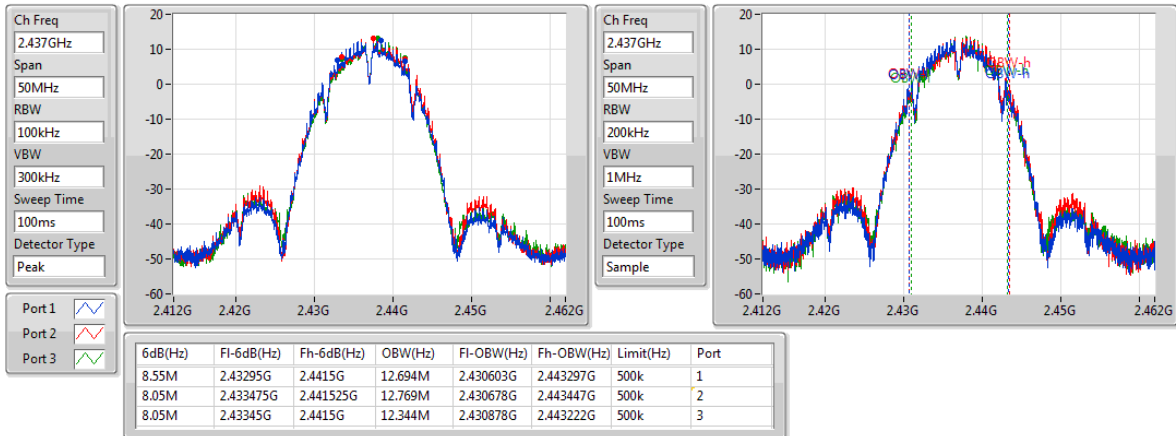 Ch Freq
2.437GHz
Span
50MHz
RBW
100kHz
VBW
300kHz
Sweep Time
100ms
Detector Type
Peak
Port 1
Port 2
Port 3
20
10
0
-10
-20
-30
-40
-50
-60
2.412G 2.42G 2.43G 2.44G 2.45G 2.462G
Ch Freq
2.437GHz
Span
50MHz
RBW
200kHz
VBW
1MHz
Sweep Time
100ms
Detector Type
Sample
20
10
0
-10
-20
-30
-40
-50
-60
OBW-h
OBW-h
2.412G 2.42G 2.43G 2.44G 2.45G 2.462G
6dB(Hz) Fl-6dB(Hz) Fh-6dB(Hz) OBW(Hz) Fl-OBW(Hz) Fh-OBW(Hz) Limit(Hz) Port
8.55M 2.43295G 2.4415G 12.694M 2.430603G 2.443297G 500k 1
8.05M 2.433475G 2.441525G 12.769M 2.430678G 2.443447G 500k 2
8.05M 2.43345G 2.4415G 12.344M 2.430878G 2.443222G 500k 3